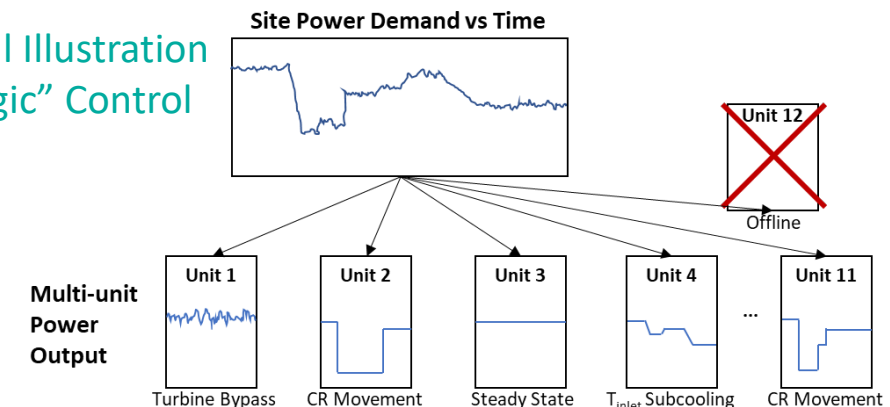 l Illustration
gic” Control
Site Power Demand vs Time
Unit 12
Offline
Multi-unit
Power
Output
Unit 1
Unit 2
Unit 3
Unit 4
...
Unit 11
Turbine Bypass
CR Movement
Steady State
Tinlet Subcooling
CR Movement